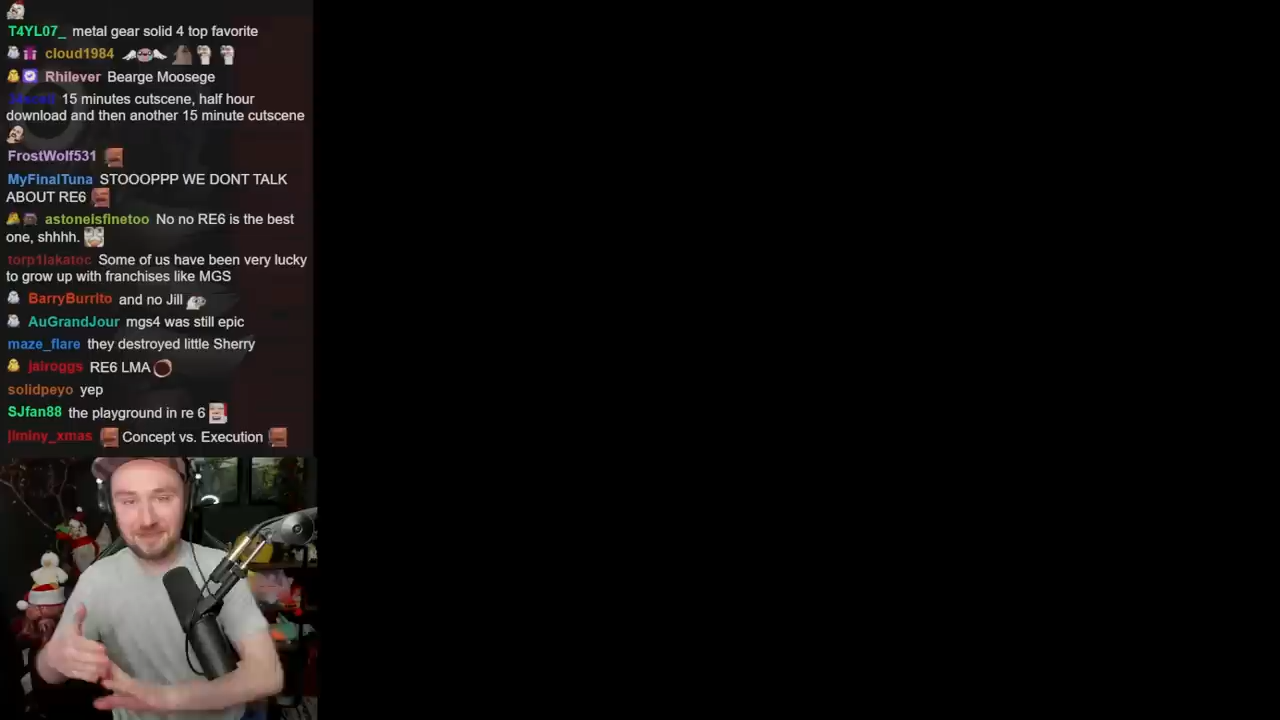 T4YL07_ metal gear solid 4 top favorite
cloud1984
Rhilever Bearge Moosege
15 minutes cutscene, half hour
download and then another 15 minute cutscene
FrostWolf531
MyFinalTuna STOOOPPP WE DONT TALK
ABOUT RE6
astoneisfinetoo No no RE6 is the best
one, shhhh.
torp1lakatoc Some of us have been very lucky
to grow up with franchises like MGS
BarryBurrito and no Jill
AuGrandJour mgs4 was still epic
maze_flare they destroyed little Sherry
jairoggs RE6 LMA
solidpeyo yep
SJfan88 the playground in re 6
jiminy_xmas Concept vs. Execution